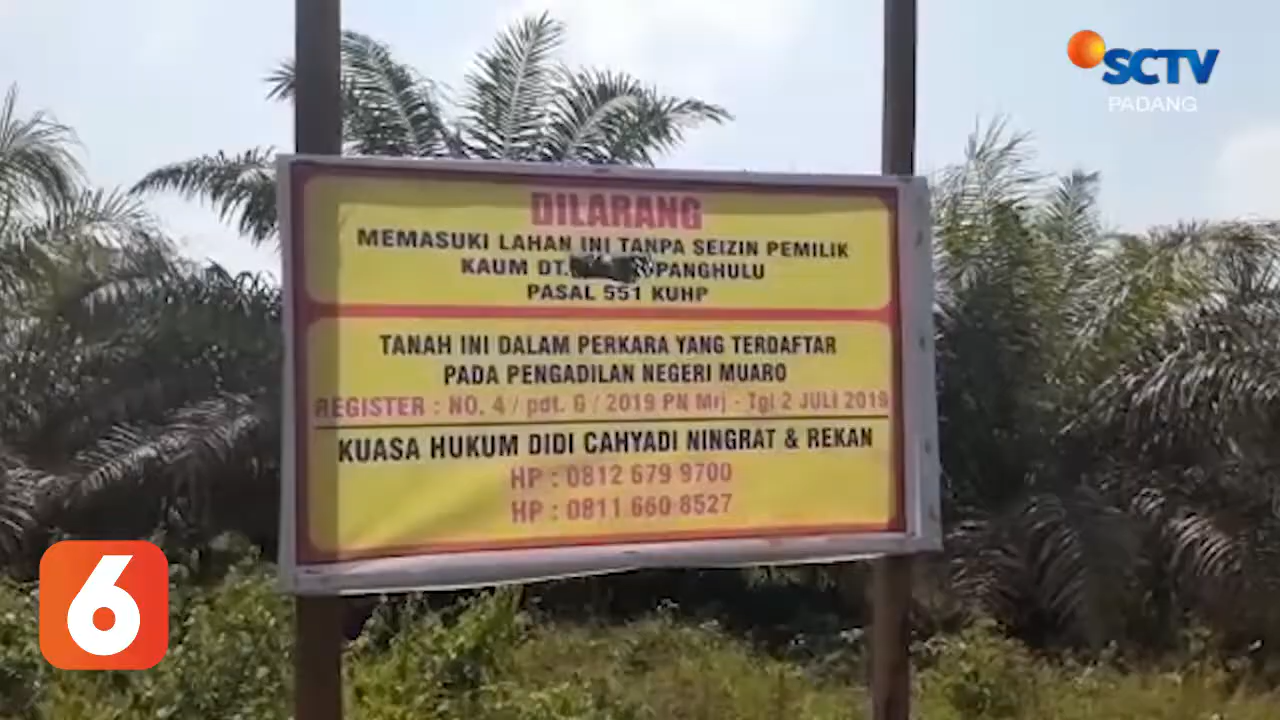 SCTV
PADANG
DILARANG
MEMASUKI LAHAN INI TANPA SEIZIN PEMILIK
KAUM DT. PANGHULU
PASAL 551 KUHP
TANAH INI DALAM PERKARA YANG TERDAFTAR
PADA PENGADILAN NEGERI MUARO
REGISTER : NO. 4 / pdt. G / 2019 PN Mrj - Tgl 2 JULI 2019
KUASA HUKUM DIDI CAHYADI NINGRAT & REKAN
HP : 0812 679 9700
HP : 0811 660 8527
6